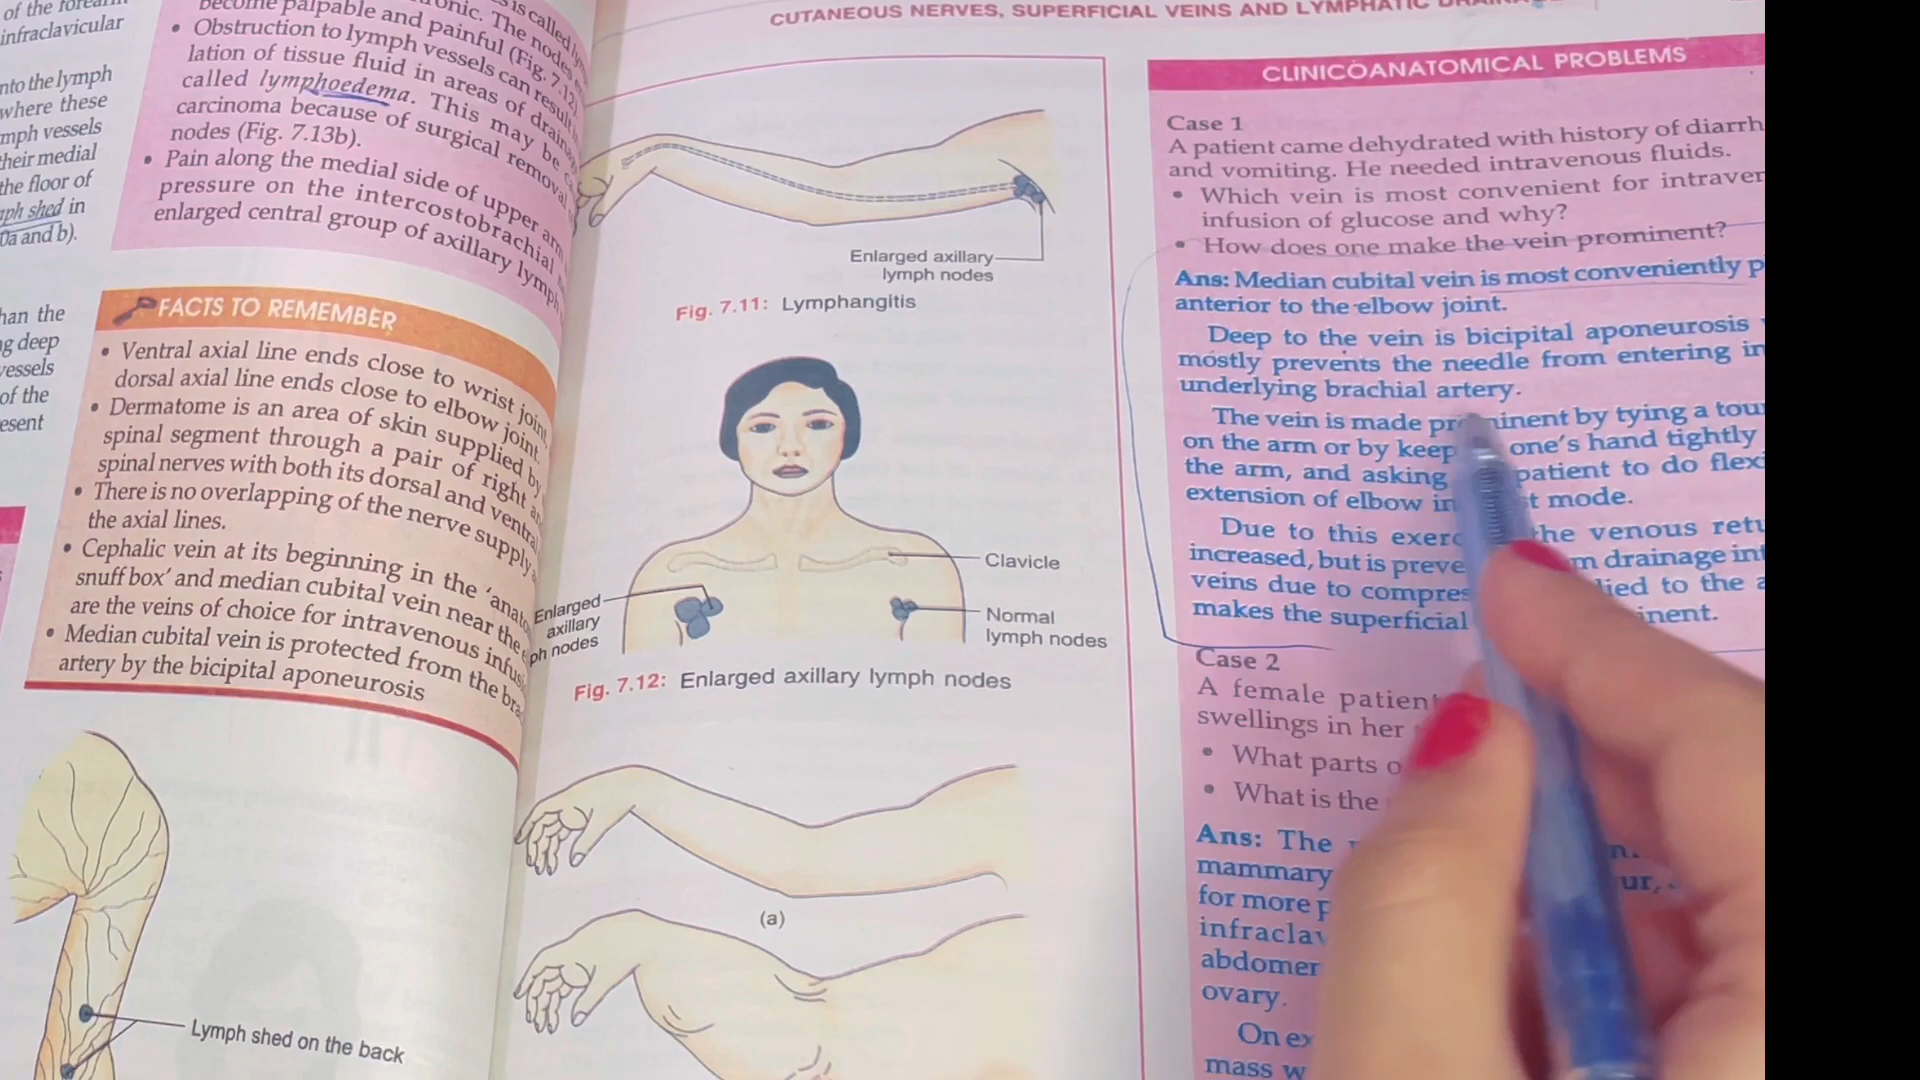 of the forearm
infraclavicular
nto the lymph
where these
mph vessels
their medial
the floor of
ph shed in
0a and b).
han the
g deep
vessels
of the
esent
is called
ronic. The nodes
become palpable and painful (Fig. 7.12).
• Obstruction to lymph vessels can result
lation of tissue fluid in areas of drain
called lymphoedema. This may be
carcinoma because of surgical removal
nodes (Fig. 7.13b).
• Pain along the medial side of upper arm
pressure on the intercostobrachial
enlarged central group of axillary lymph
FACTS TO REMEMBER
• Ventral axial line ends close to wrist joint
dorsal axial line ends close to elbow joint.
• Dermatome is an area of skin supplied by
spinal segment through a pair of right
spinal nerves with both its dorsal and ventral
• There is no overlapping of the nerve supply
the axial lines.
• Cephalic vein at its beginning in the 'anato
snuff box' and median cubital vein near the
are the veins of choice for intravenous infus
• Median cubital vein is protected from the bra
artery by the bicipital aponeurosis
Lymph shed on the back
CUTANEOUS NERVES, SUPERFICIAL VEINS AND LYMPHATIC
Enlarged axillary
lymph nodes
Fig. 7.11: Lymphangitis
Clavicle
Enlarged
axillary
ph nodes
Normal
lymph nodes
Fig. 7.12: Enlarged axillary lymph nodes
(a)
CLINICOANATOMICAL PROBLEMS
Case 1
A patient came dehydrated with history of diarrh
and vomiting. He needed intravenous fluids.
• Which vein is most convenient for intraven
infusion of glucose and why?
• How does one make the vein prominent?
Ans: Median cubital vein is most conveniently p
anterior to the elbow joint.
Deep to the vein is bicipital aponeurosis
mostly prevents the needle from entering in
underlying brachial artery.
The vein is made pr inent by tying a tour
on the arm or by keep one's hand tightly
the arm, and asking patient to do flexi
extension of elbow in t mode.
Due to this exerc the venous retu
increased, but is preve m drainage int
veins due to compres lied to the a
makes the superficial inent.
Case 2
A female patient
swellings in her
• What parts o
• What is the
Ans: The
mammary
for more p
infraclav
abdomen
ovary.
On ex
mass w